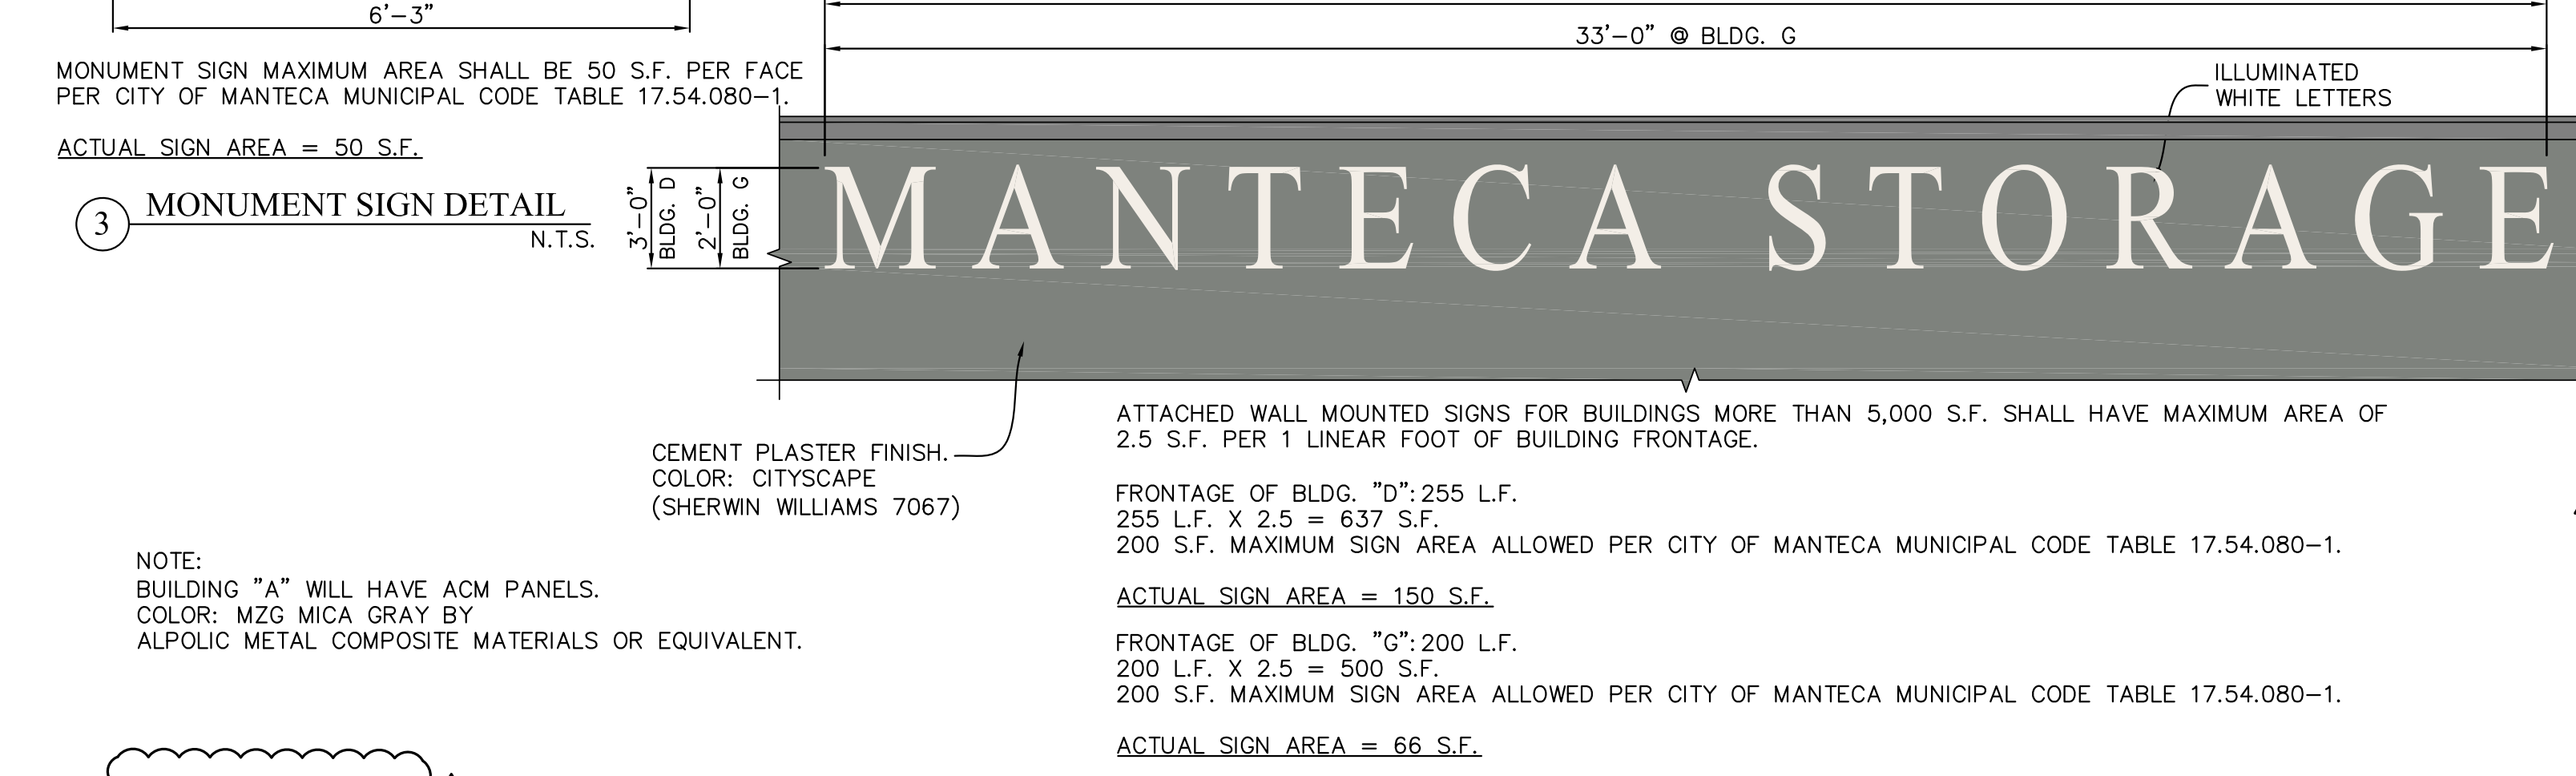 6'-3"
33'-0" @ BLDG. G
MONUMENT SIGN MAXIMUM AREA SHALL BE 50 S.F. PER FACE
PER CITY OF MANTECA MUNICIPAL CODE TABLE 17.54.080-1.
ACTUAL SIGN AREA = 50 S.F.
3
MONUMENT SIGN DETAIL
N.T.S.
3'-0"
BLDG. D
2'-0"
BLDG. G
ILLUMINATED
WHITE LETTERS
MANTECA STORAGE
CEMENT PLASTER FINISH.
COLOR: CITYSCAPE
(SHERWIN WILLIAMS 7067)
NOTE:
BUILDING "A" WILL HAVE ACM PANELS.
COLOR: MZG MICA GRAY BY
ALPOLIC METAL COMPOSITE MATERIALS OR EQUIVALENT.
ATTACHED WALL MOUNTED SIGNS FOR BUILDINGS MORE THAN 5,000 S.F. SHALL HAVE MAXIMUM AREA OF
2.5 S.F. PER 1 LINEAR FOOT OF BUILDING FRONTAGE.
FRONTAGE OF BLDG. "D": 255 L.F.
255 L.F. X 2.5 = 637 S.F.
200 S.F. MAXIMUM SIGN AREA ALLOWED PER CITY OF MANTECA MUNICIPAL CODE TABLE 17.54.080-1.
ACTUAL SIGN AREA = 150 S.F.
FRONTAGE OF BLDG. "G": 200 L.F.
200 L.F. X 2.5 = 500 S.F.
200 S.F. MAXIMUM SIGN AREA ALLOWED PER CITY OF MANTECA MUNICIPAL CODE TABLE 17.54.080-1.
ACTUAL SIGN AREA = 66 S.F.